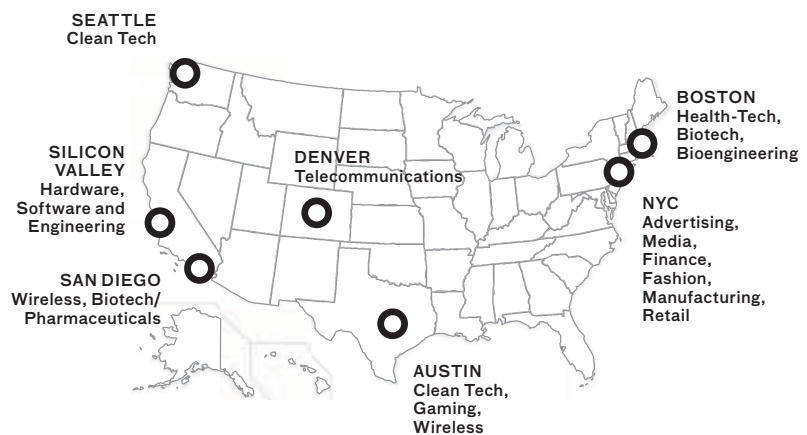 SEATTLE
Clean Tech
BOSTON
Health-Tech,
Biotech,
Bioengineering
SILICON
VALLEY
Hardware,
Software and
Engineering
DENVER
Telecommunications
NYC
Advertising,
Media,
Finance,
Fashion,
Manufacturing,
Retail
SAN DIEGO
Wireless, Biotech/
Pharmaceuticals
AUSTIN
Clean Tech,
Gaming,
Wireless